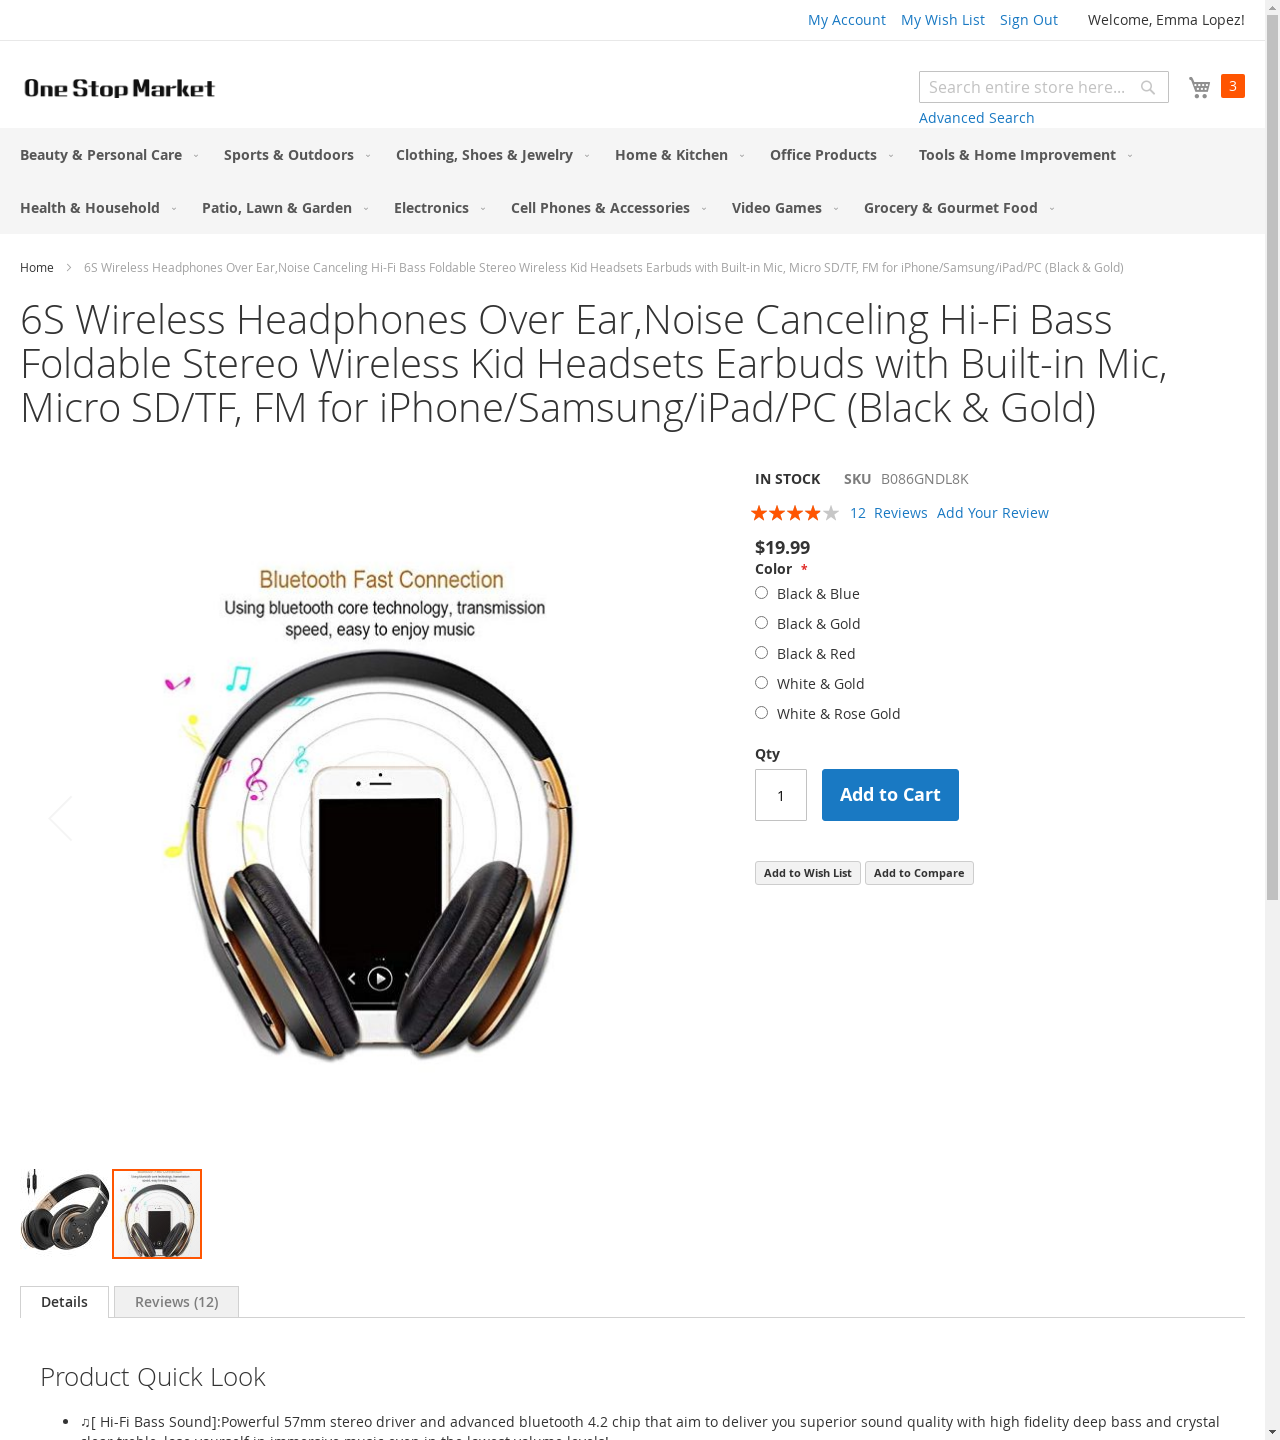 My Account My Wish List Sign Out Welcome, Emma Lopez!
One Stop Market
Search entire store here...
3
Advanced Search
Beauty & Personal Care Sports & Outdoors Clothing, Shoes & Jewelry Home & Kitchen Office Products Tools & Home Improvement
Health & Household Patio, Lawn & Garden Electronics Cell Phones & Accessories Video Games Grocery & Gourmet Food
Home 6S Wireless Headphones Over Ear,Noise Canceling Hi-Fi Bass Foldable Stereo Wireless Kid Headsets Earbuds with Built-in Mic, Micro SD/TF, FM for iPhone/Samsung/iPad/PC (Black & Gold)
6S Wireless Headphones Over Ear,Noise Canceling Hi-Fi Bass
Foldable Stereo Wireless Kid Headsets Earbuds with Built-in Mic,
Micro SD/TF, FM for iPhone/Samsung/iPad/PC (Black & Gold)
Bluetooth Fast Connection
Using bluetooth core technology, transmission
speed, easy to enjoy music
IN STOCK SKU B086GNDL8K
12 Reviews Add Your Review
$19.99
Color *
Black & Blue
Black & Gold
Black & Red
White & Gold
White & Rose Gold
Qty
1 Add to Cart
Add to Wish List Add to Compare
Details Reviews (12)
Product Quick Look
♫[ Hi-Fi Bass Sound]:Powerful 57mm stereo driver and advanced bluetooth 4.2 chip that aim to deliver you superior sound quality with high fidelity deep bass and crystal